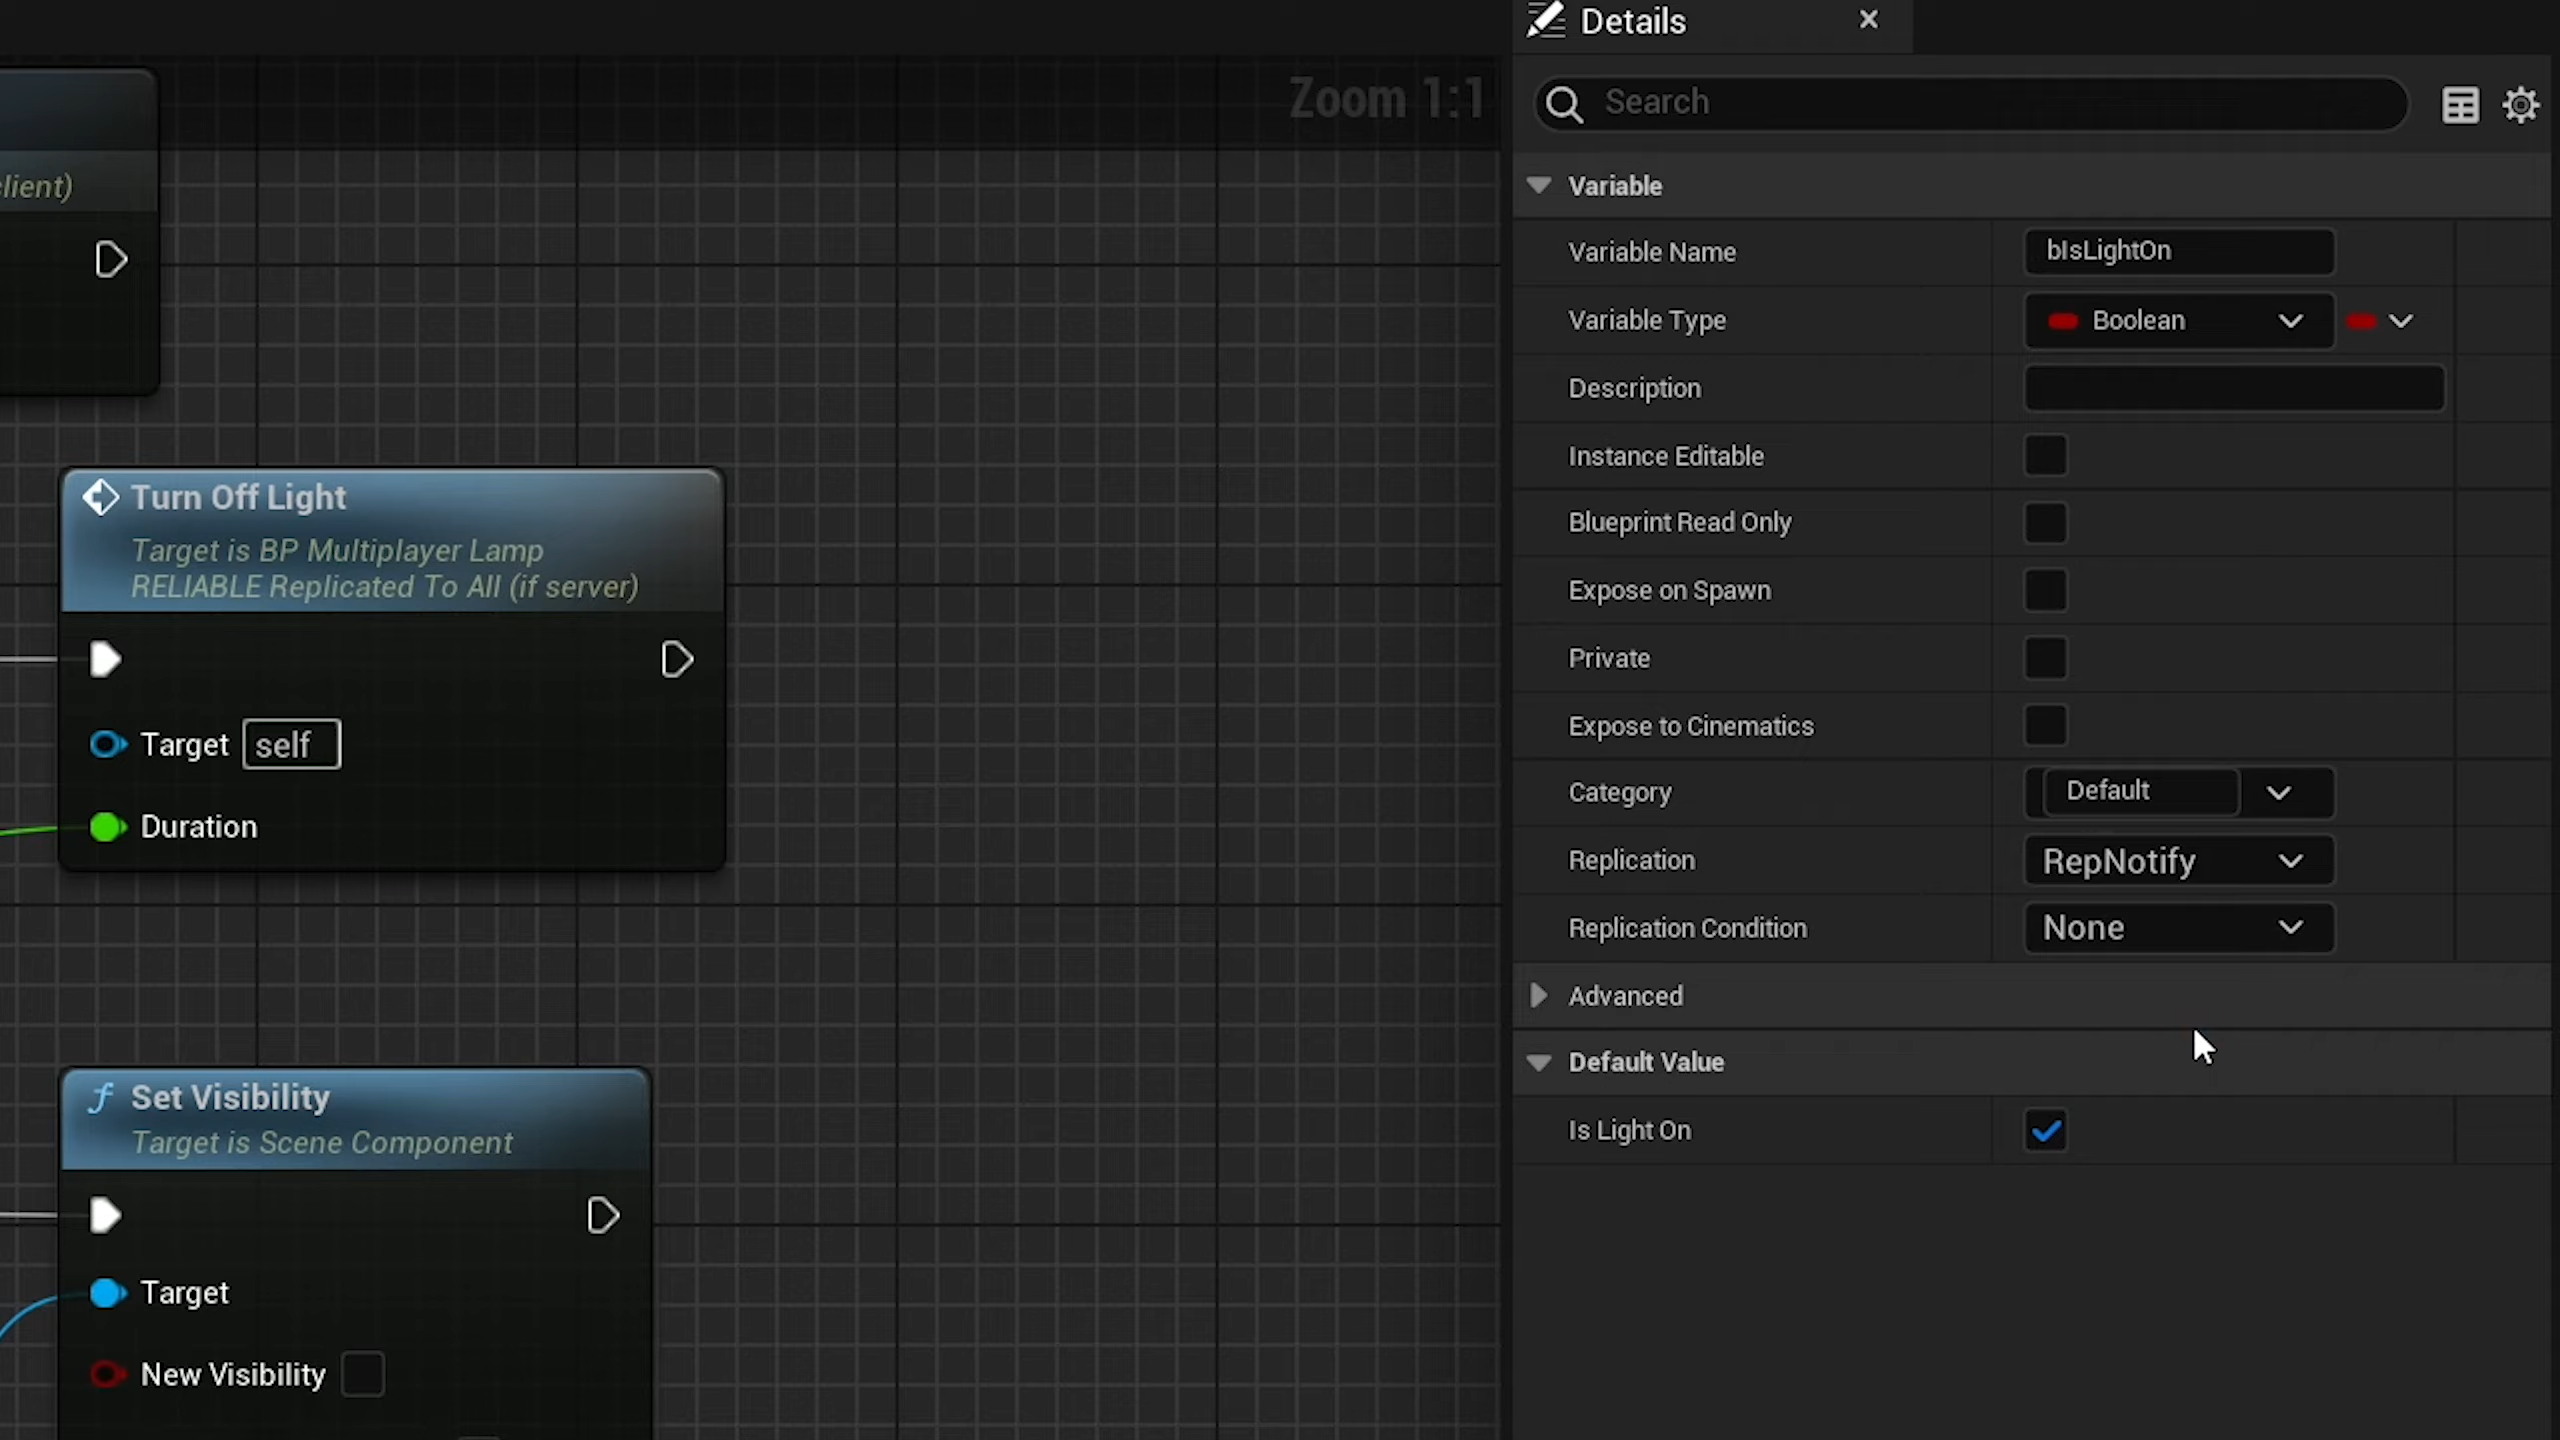 Details
Zoom 1:1
Search
Variable
client)
Variable Name
bIsLightOn
Variable Type
Boolean
Description
Instance Editable
Turn Off Light
Target is BP Multiplayer Lamp
RELIABLE Replicated To All (if server)
Target self
Duration
Blueprint Read Only
Expose on Spawn
Private
Expose to Cinematics
Category
Default
Replication
RepNotify
Replication Condition
None
Advanced
Default Value
Is Light On
Set Visibility
Target is Scene Component
Target
New Visibility